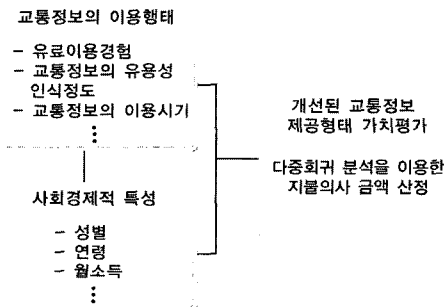 교통정보의 이용행태
- 유료이용경험
- 교통정보의 유용성
인식정도
- 교통정보의 이용시기
⋮
사회경제적 특성
- 성별
- 연령
- 월소득
⋮
개선된 교통정보
제공형태 가치평가
다중회귀 분석을 이용한
지불의사 금액 산정